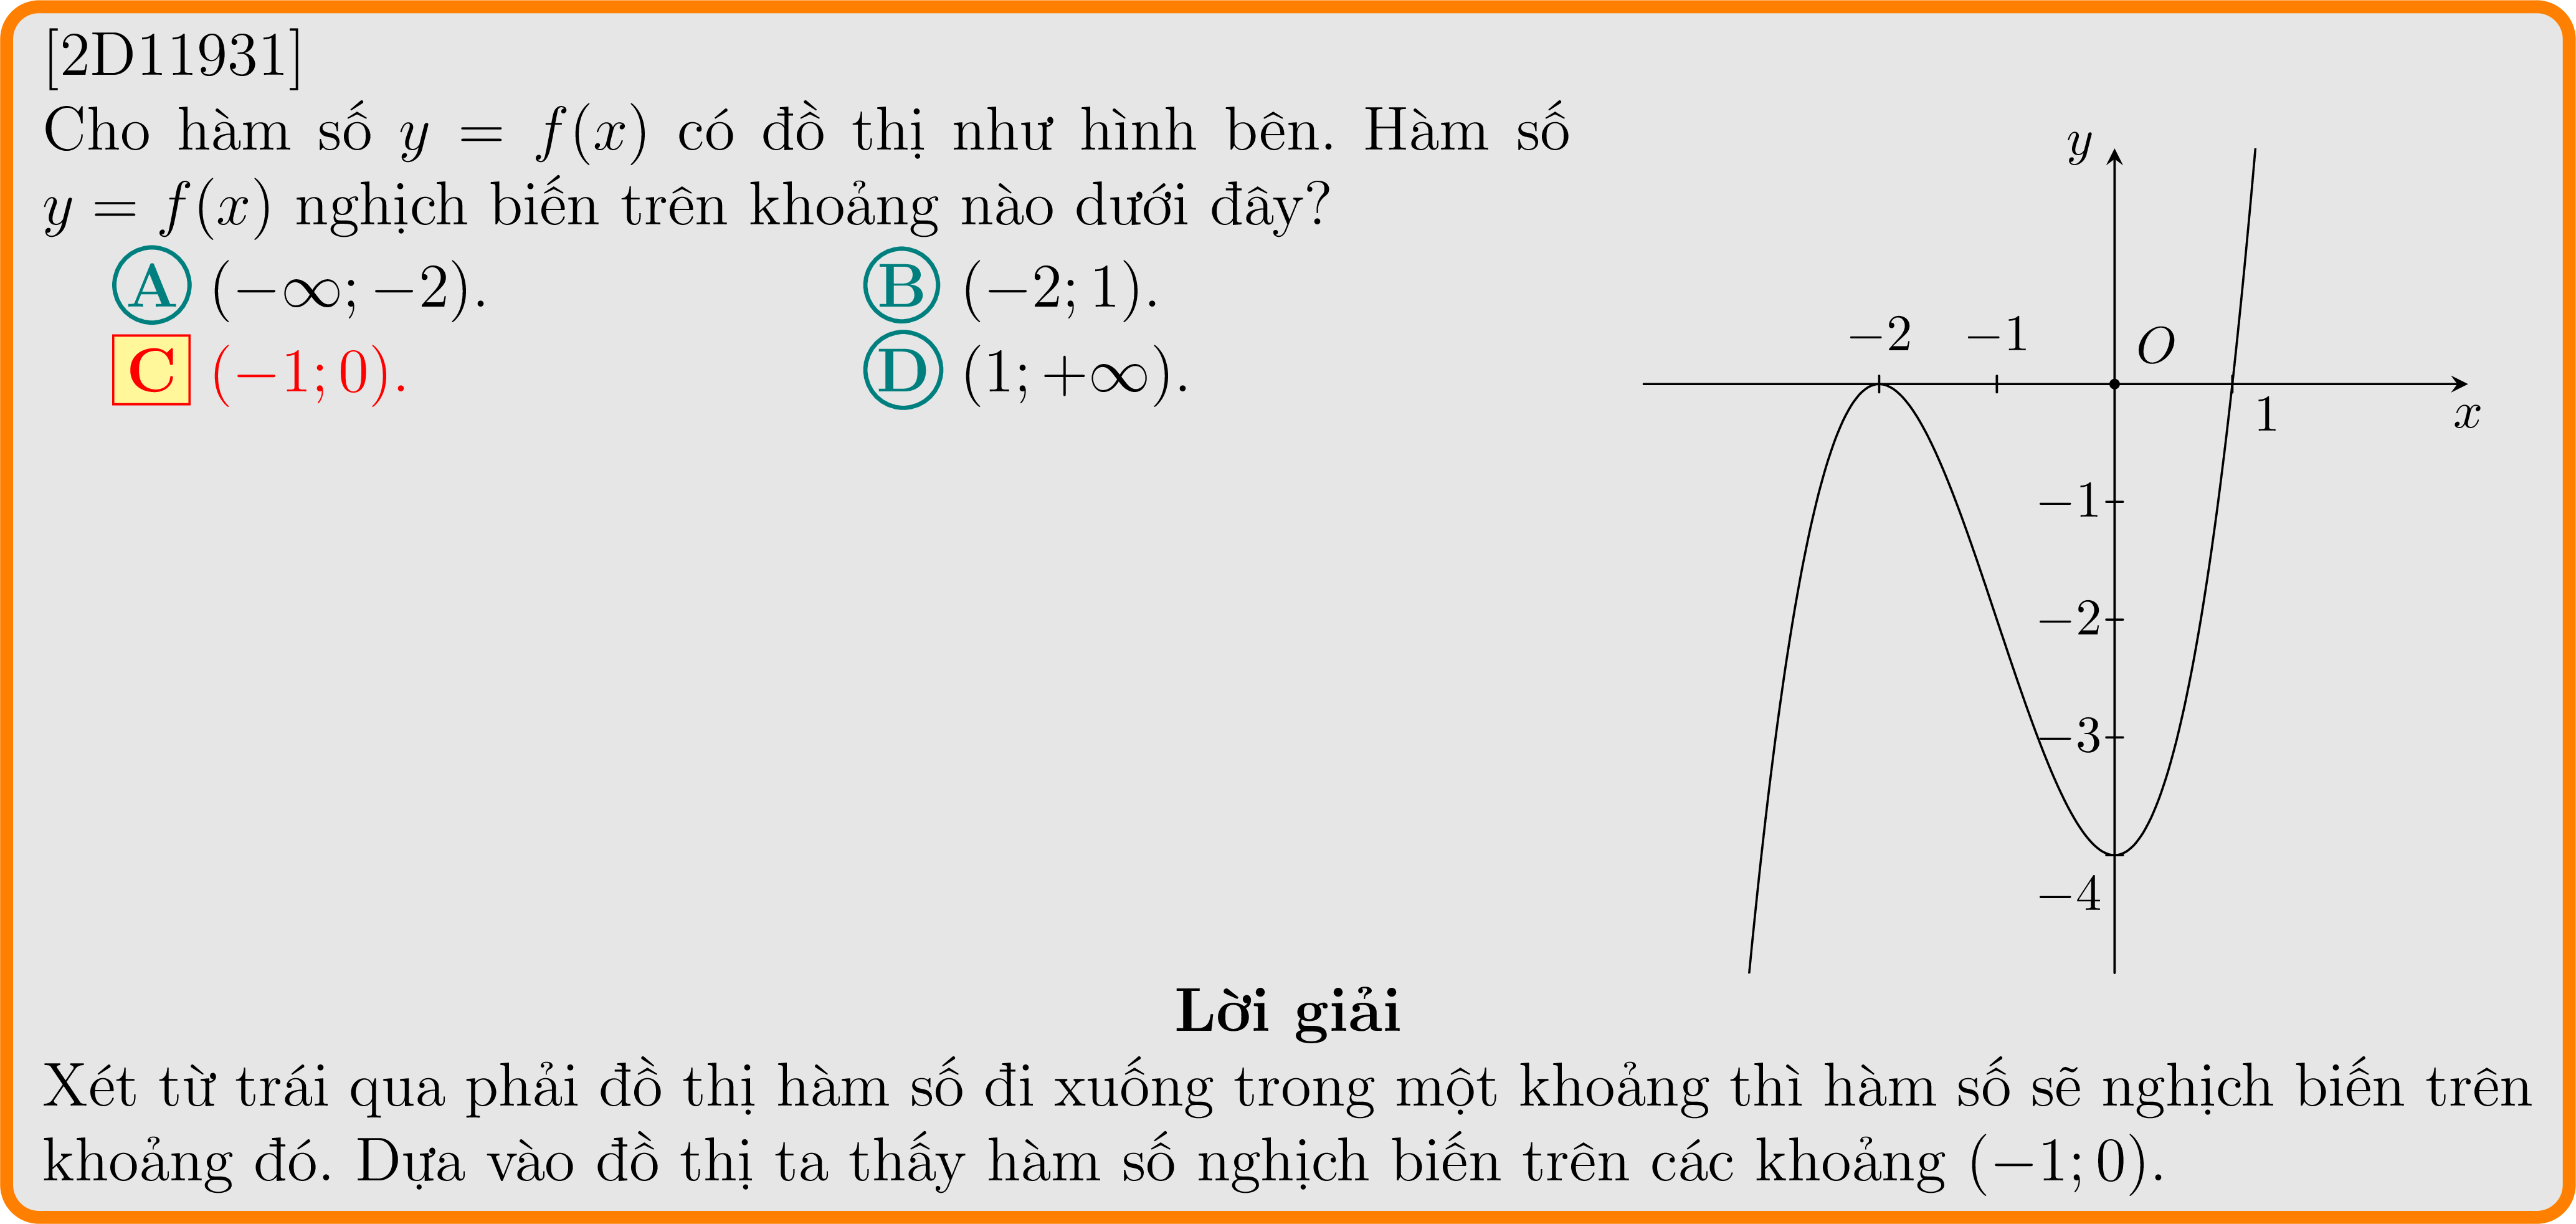 [2D11931]
Cho hàm số y = f(x) có đồ thị như hình bên. Hàm số
y = f(x) nghịch biến trên khoảng nào dưới đây?
A (−∞; −2). B (−2; 1).
C (−1; 0). D (1; +∞).
y
−2 −1 O
1 x
−1
−2
−3
−4
Lời giải
Xét từ trái qua phải đồ thị hàm số đi xuống trong một khoảng thì hàm số sẽ nghịch biến trên
khoảng đó. Dựa vào đồ thị ta thấy hàm số nghịch biến trên các khoảng (−1; 0).